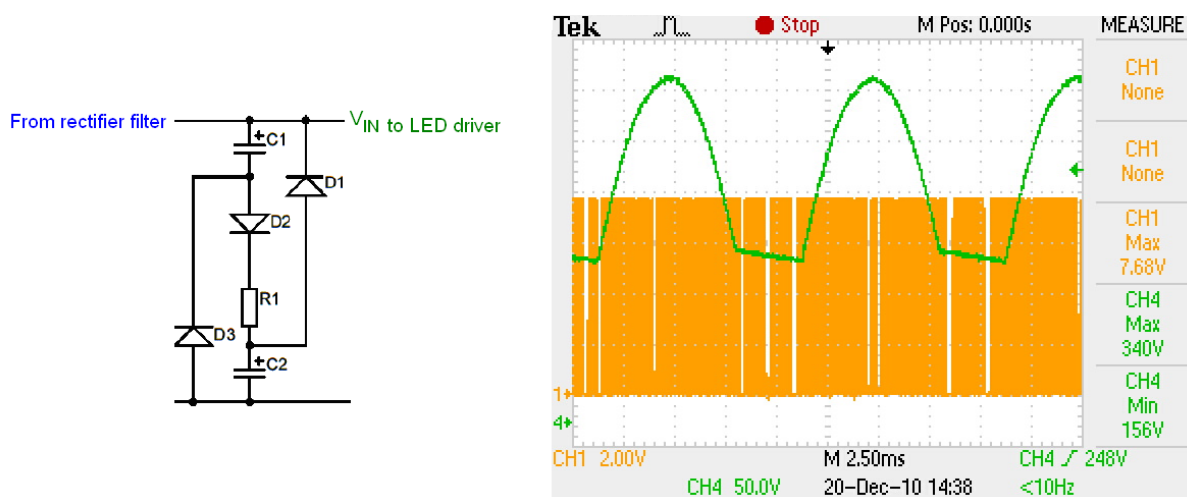 From rectifier filter
VIN to LED driver
C1
D1
D2
R1
D3
C2
Tek Stop M Pos: 0.000s MEASURE
CH1
None
CH1
None
CH1
Max
7.68V
CH4
Max
340V
CH4
Min
156V
1
4
CH1 2.00V M 2.50ms CH4 248V
CH4 50.0V 20-Dec-10 14:38 <10Hz